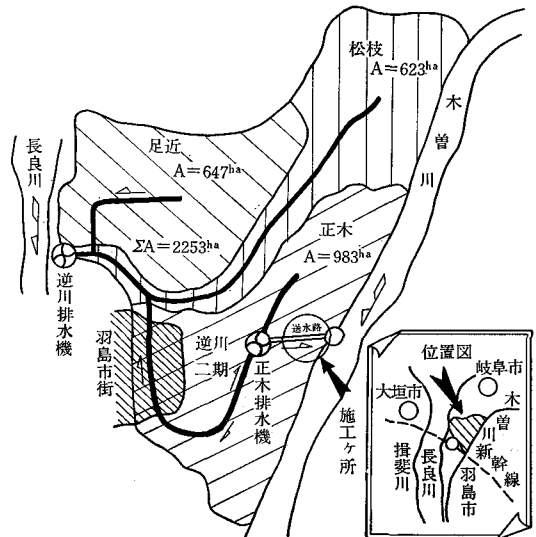 松枝
A=623ha
木曽川
足近
A=647ha
長良川
正木
A=983ha
ΣA=2253ha
逆川排水機
羽島市街
逆川二期
正木排水機
送水路
施工ヶ所
位置図
岐阜市
大垣市
木曽川
新幹線
揖斐川
長良川
羽島市